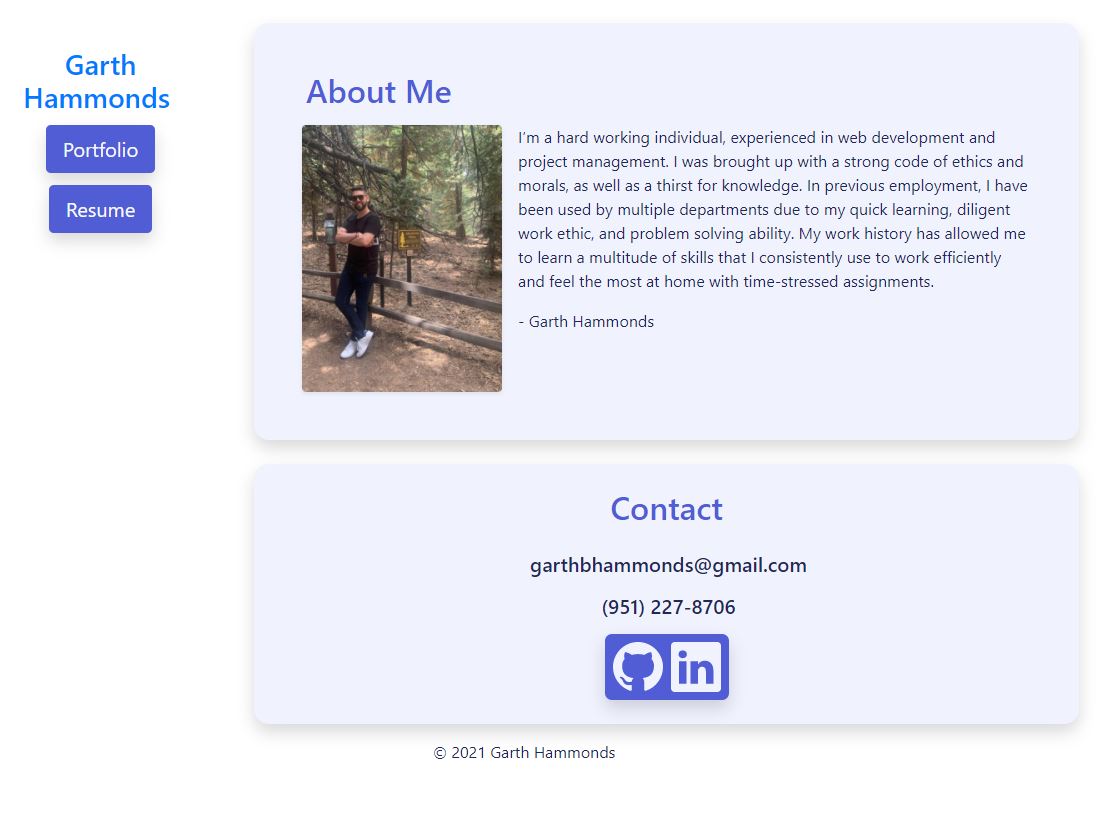 Garth
Hammonds
Portfolio
Resume
About Me
I'm a hard working individual, experienced in web development and
project management. I was brought up with a strong code of ethics and
morals, as well as a thirst for knowledge. In previous employment, I have
been used by multiple departments due to my quick learning, diligent
work ethic, and problem solving ability. My work history has allowed me
to learn a multitude of skills that I consistently use to work efficiently
and feel the most at home with time-stressed assignments.
- Garth Hammonds
Contact
garthbhammonds@gmail.com
(951) 227-8706
in
© 2021 Garth Hammonds